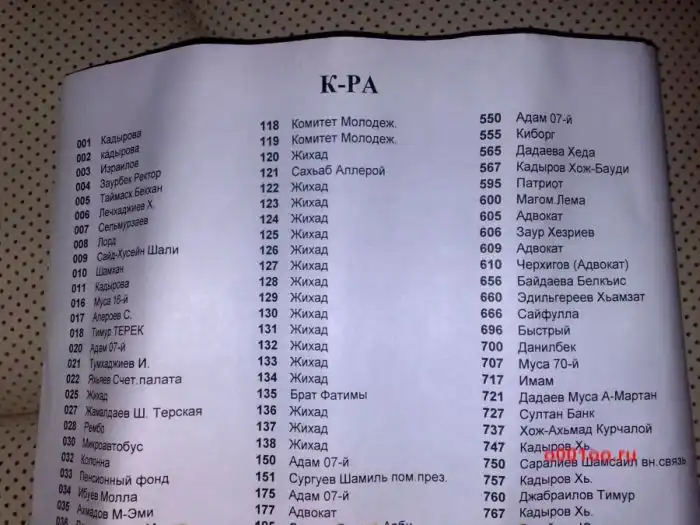 К-РА
001 Кадырова
002 кадырова
003 Израилов
004 Заурбек Ректор
005 Таймасх Бекхан
006 Лечхаджиев Х.
007 Сельмурзаев
008 Лорд
009 Сайд-Хусейн Шали
010 Шамхан
011 Кадырова
016 Муса 16-й
017 Алероев С.
018 Тимур ТЕРЕК
020 Адам 07-й
021 Тумхаджиев И.
022 Яхьяев Счет.палата
025 Жихад
027 Жамалдаев Ш. Терская
028 Рембо
030 Микроавтобус
032 Колонна
033 Пенсионный фонд
034 Ибуев Молла
035 Ахмадов М-Эми
036
118 Комитет Молодеж.
119 Комитет Молодеж.
120 Жихад
121 Сахьаб Аллерой
122 Жихад
123 Жихад
124 Жихад
125 Жихад
126 Жихад
127 Жихад
128 Жихад
129 Жихад
130 Жихад
131 Жихад
132 Жихад
133 Жихад
134 Жихад
135 Брат Фатимы
136 Жихад
137 Жихад
138 Жихад
150 Адам 07-й
151 Сургуев Шамиль пом през.
175 Адам 07-й
177 Адвокат
550 Адам 07-й
555 Киборг
565 Дадаева Хеда
567 Кадыров Хож-Бауди
595 Патриот
600 Магом.Лема
605 Адвокат
606 Заур Хезриев
609 Адвокат
610 Черхигов (Адвокат)
656 Байдаева Белкъис
660 Эдильгереев Хьамзат
666 Сайфулла
696 Быстрый
700 Данилбек
707 Муса 70-й
717 Имам
721 Дадаев Муса А-Мартан
727 Султан Банк
737 Хож-Ахьмад Курчалой
747 Кадыров Хь.
750 Саралиев Шамсаил вн.связь
757 Кадыров Хь.
760 Джабраилов Тимур
767 Кадыров Хь.